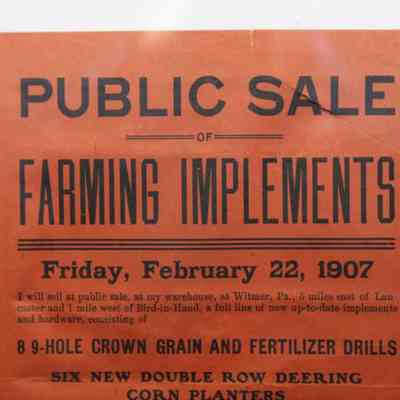 PUBLIC SALE
OF
FARMING IMPLEMENTS
Friday, February 22, 1907
I will sell at public sale, at my warehouse, at Witmer, Pa., 5 miles east of Lan
caster and 1 mile west of Bird-in-Hand, a full line of new up-to-date implements
and hardware, consisting of
8 9-HOLE CROWN GRAIN AND FERTILIZER DRILLS
SIX NEW DOUBLE ROW DEERING
CORN PLANTERS